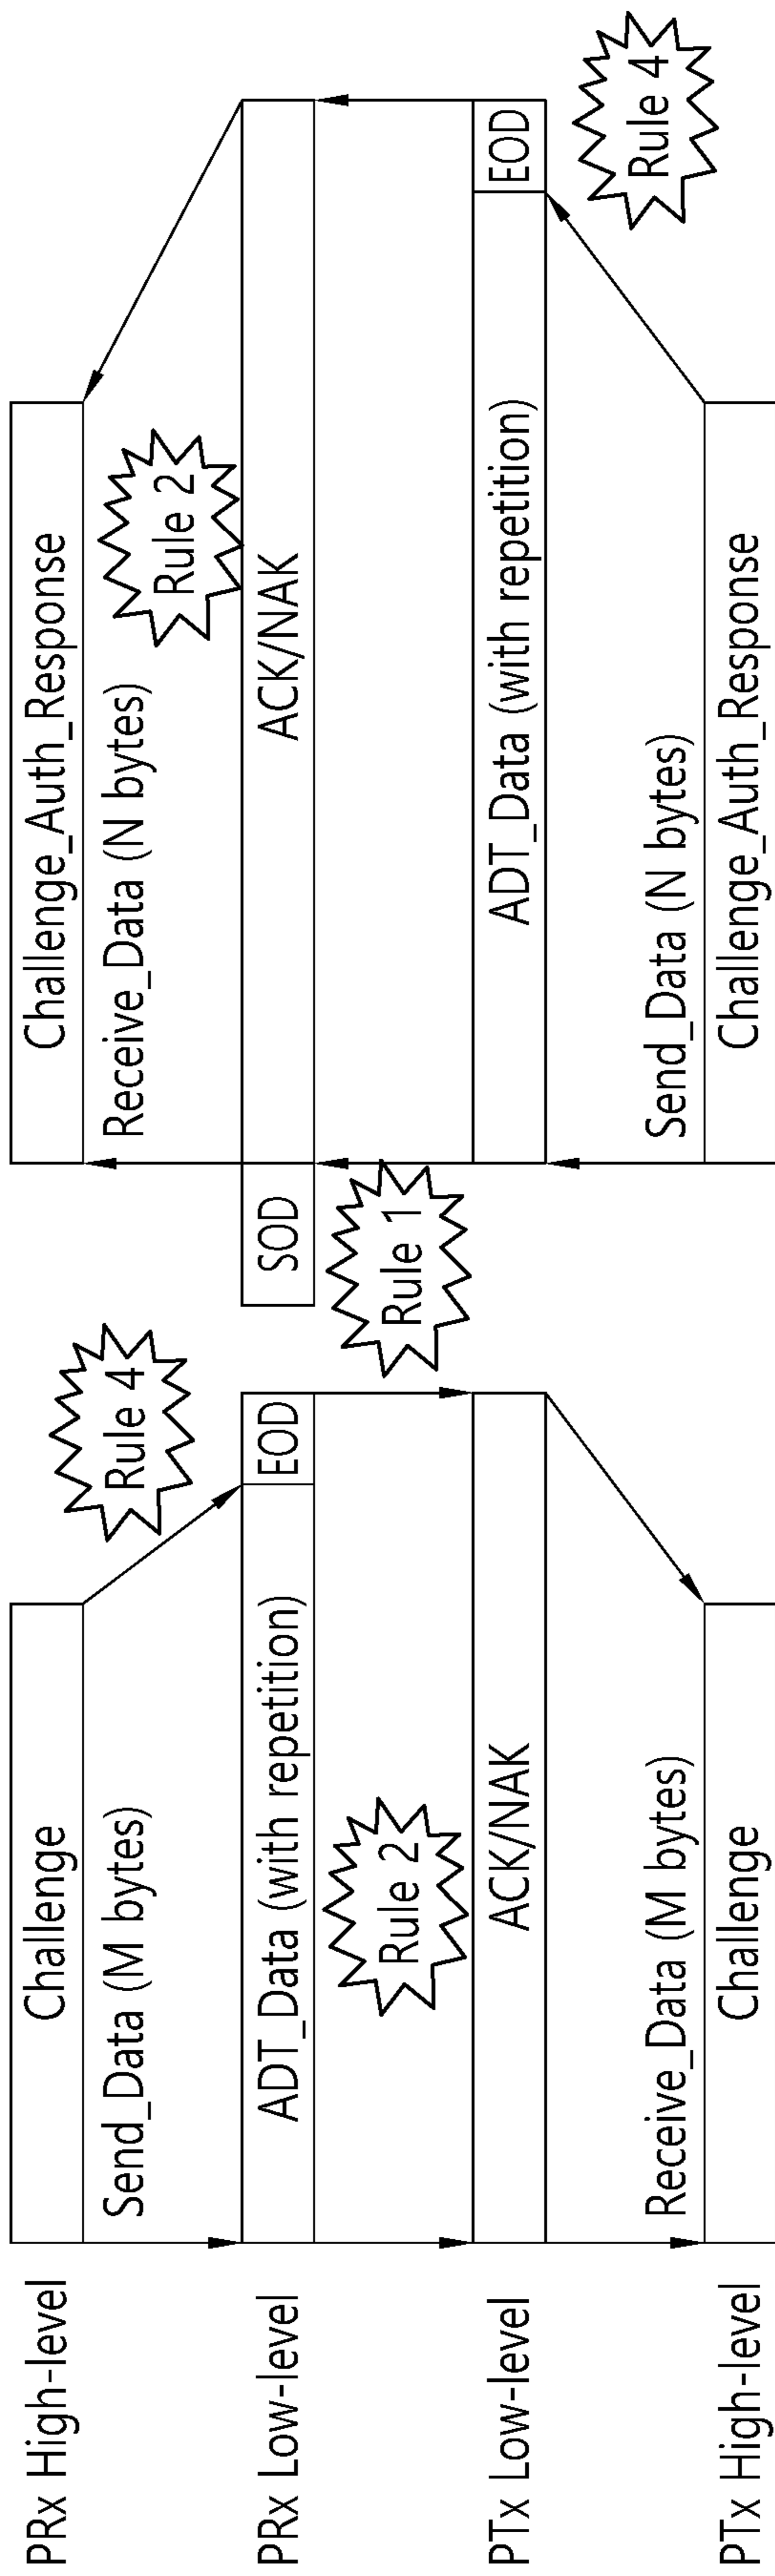 PRx High-level
Challenge
Challenge_Auth_Response
Send_Data (M bytes)
Rule 4
Receive_Data (N bytes)
Rule 2
PRx Low-level
ADT_Data (with repetition)
EOD
SOD
ACK/NAK
Rule 2
Rule 1
PTx Low-level
ACK/NAK
ADT_Data (with repetition)
EOD
Receive_Data (M bytes)
Send_Data (N bytes)
Rule 4
PTx High-level
Challenge
Challenge_Auth_Response